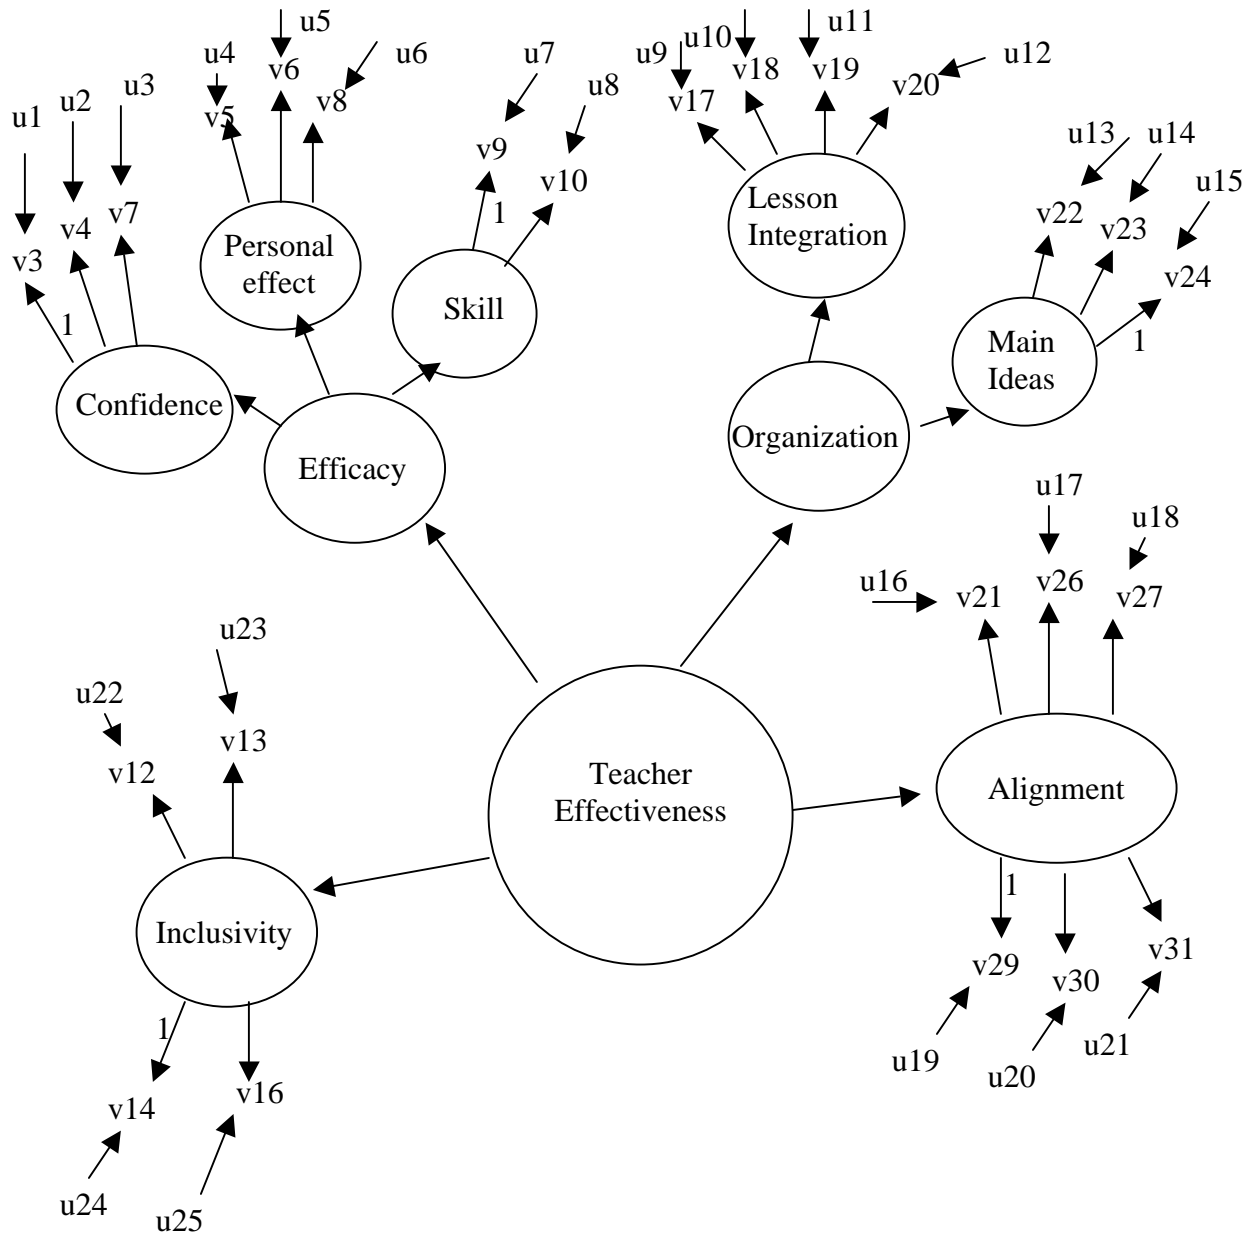 u5
u11
u4
u6
u7
u9
u10
u12
v6
v18
v19
u3
u2
u1
v5
v8
u8
v17
v20
v9
u13
u14
v10
u15
v4
v7
1
v22
v23
v3
Personal
effect
Lesson
Integration
v24
1
Skill
1
Main
Ideas
Confidence
Organization
Efficacy
u17
u18
u16
v21
v26
v27
u23
u22
v13
v12
Teacher
Effectiveness
Alignment
1
Inclusivity
v29
v30
v31
1
u19
u20
u21
v14
v16
u24
u25